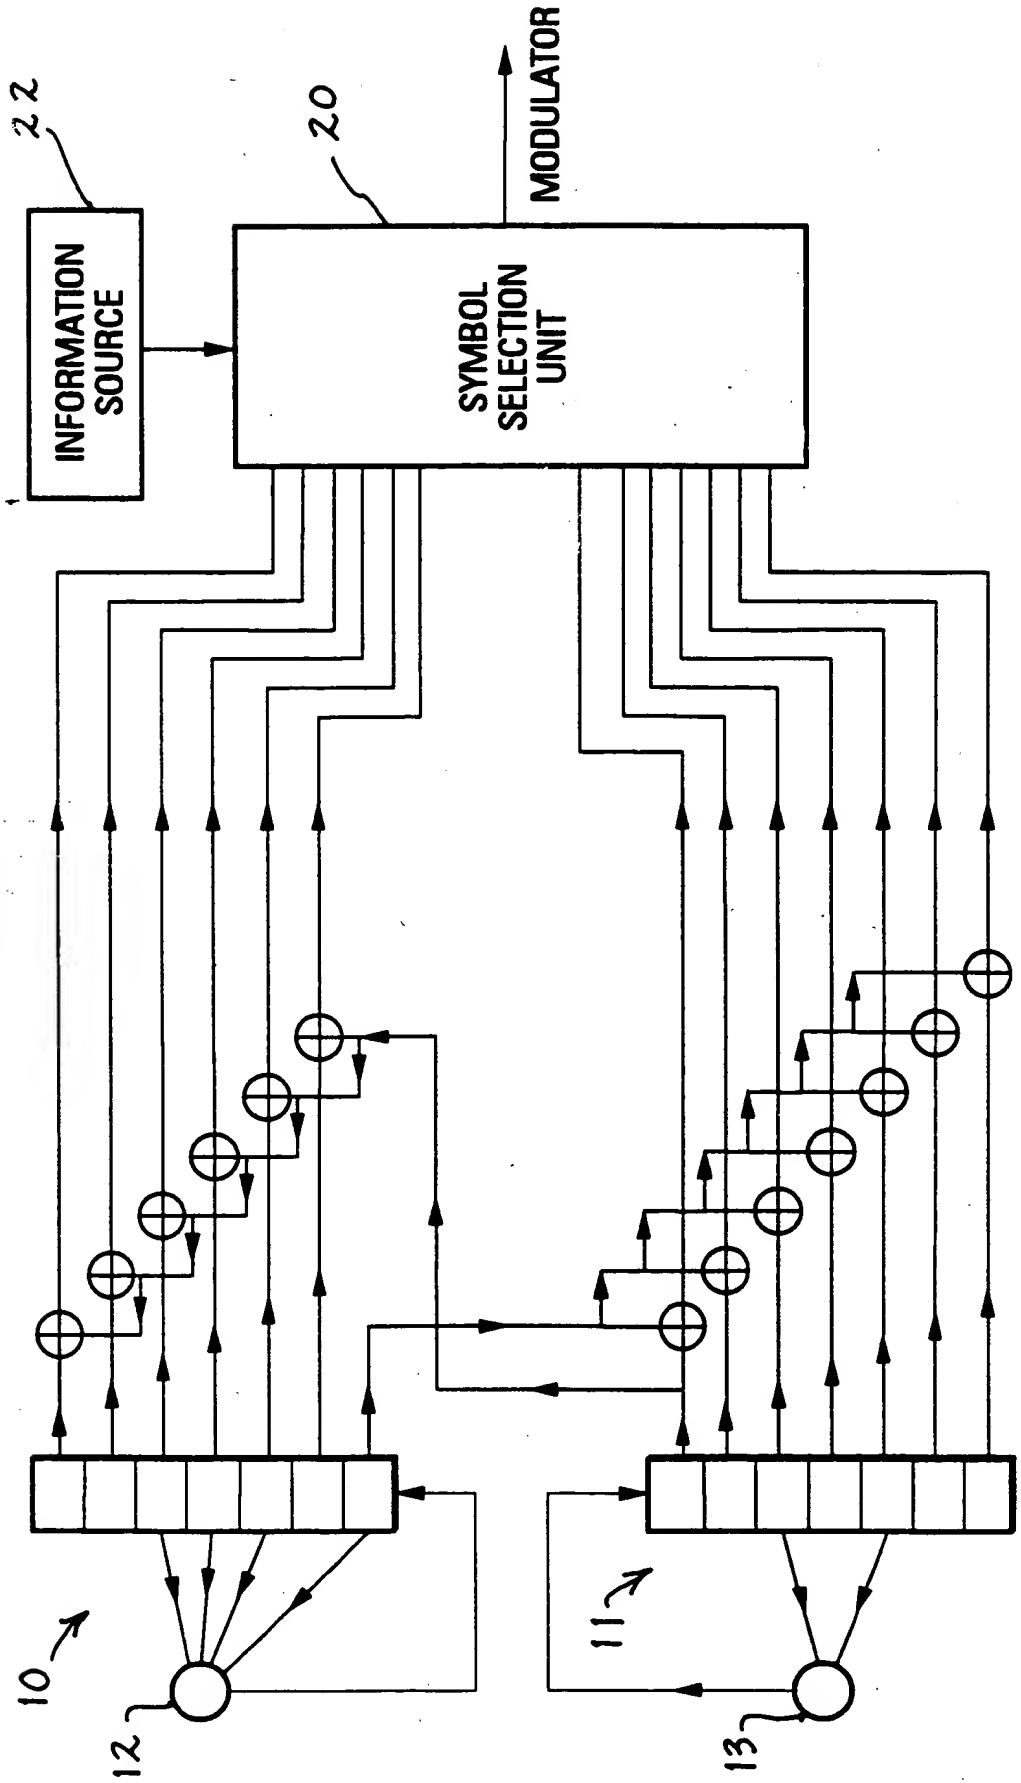 INFORMATION
SOURCE
22
20
SYMBOL
SELECTION
UNIT
MODULATOR
10
12
11
13